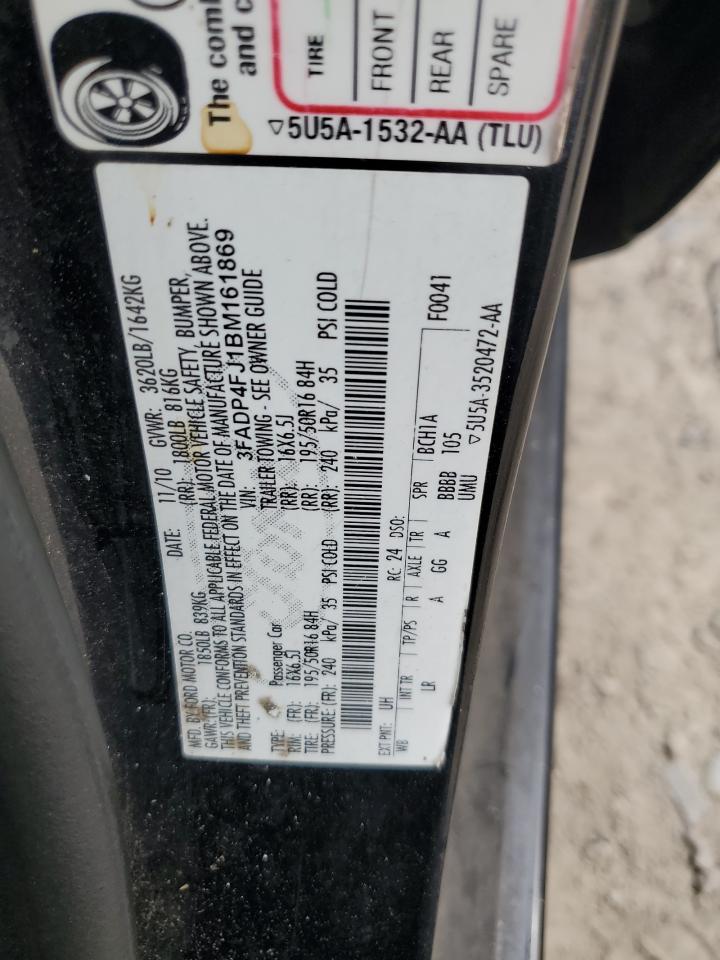 The comb
and c
TIRE
FRONT
REAR
SPARE
5U5A-1532-AA (TLU)
MFD. BY FORD MOTOR CO.
DATE: 11/10 GVWR: 3620LB/1642KG
GAWR: (FR): 1850LB 839KG (RR): 1800LB 816KG
THIS VEHICLE CONFORMS TO ALL APPLICABLE FEDERAL MOTOR VEHICLE SAFETY, BUMPER,
AND THEFT PREVENTION STANDARDS IN EFFECT ON THE DATE OF MANUFACTURE SHOWN ABOVE.
VIN: 3FADP4FJ1BM161869
TYPE: Passenger Car TRAILER TOWING - SEE OWNER GUIDE
RIM: (FR): 16X6.5J (RR): 16X6.5J
TIRE (FR): 195/50R16 84H (RR): 195/50R16 84H
PRESSURE: (FR): 240 kPa/ 35 PSI COLD (RR): 240 kPa/ 35 PSI COLD
EXT PNT: UH RC: 24 DSO: F0041
WB INT TR TP/PS R AXLE TR SPR BCH1A
LR A GG A BBBB 105
UMU
5U5A-3520472-AA